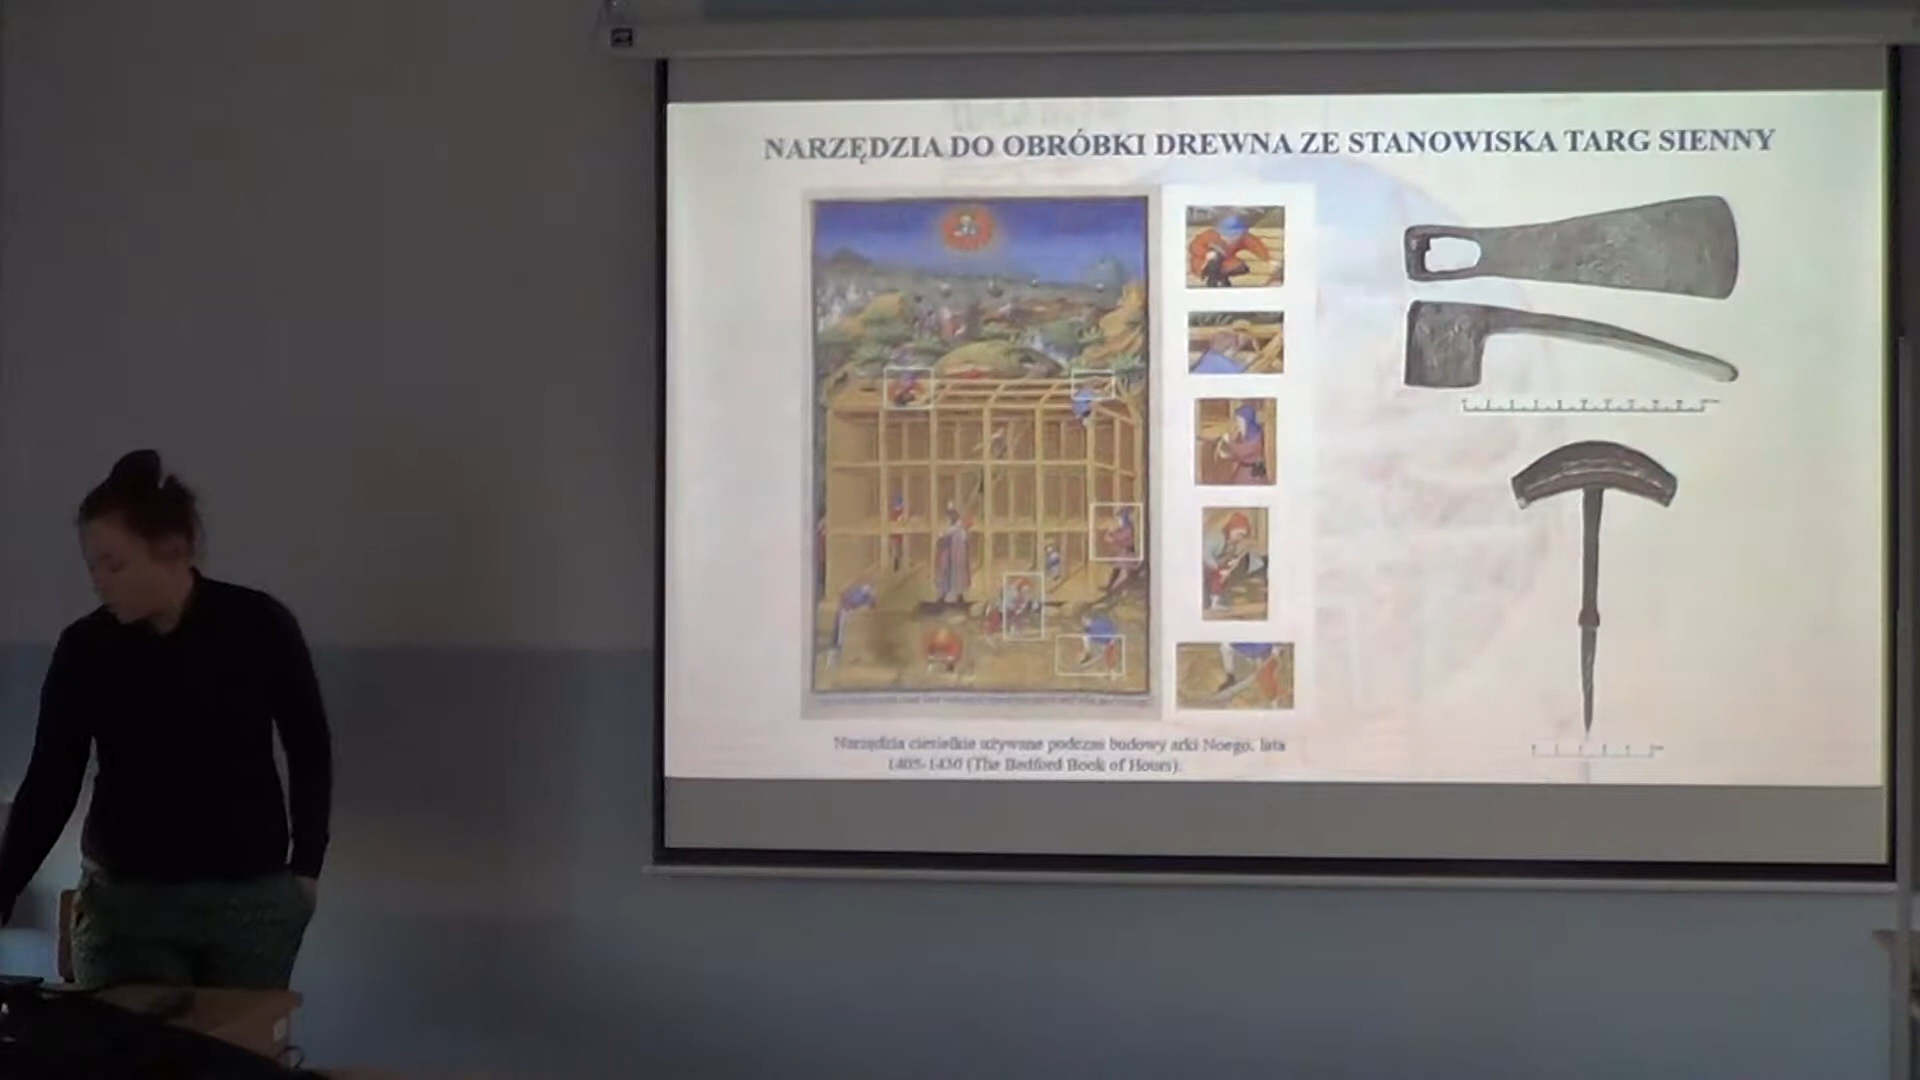 NARZĘDZIA DO OBRÓBKI DREWNA ZE STANOWISKA TARG SIENNY
Narzędzia ciesielkie używane podczas budowy arki Noego, lata
1405-1430 (The Bedford Book of Hours).